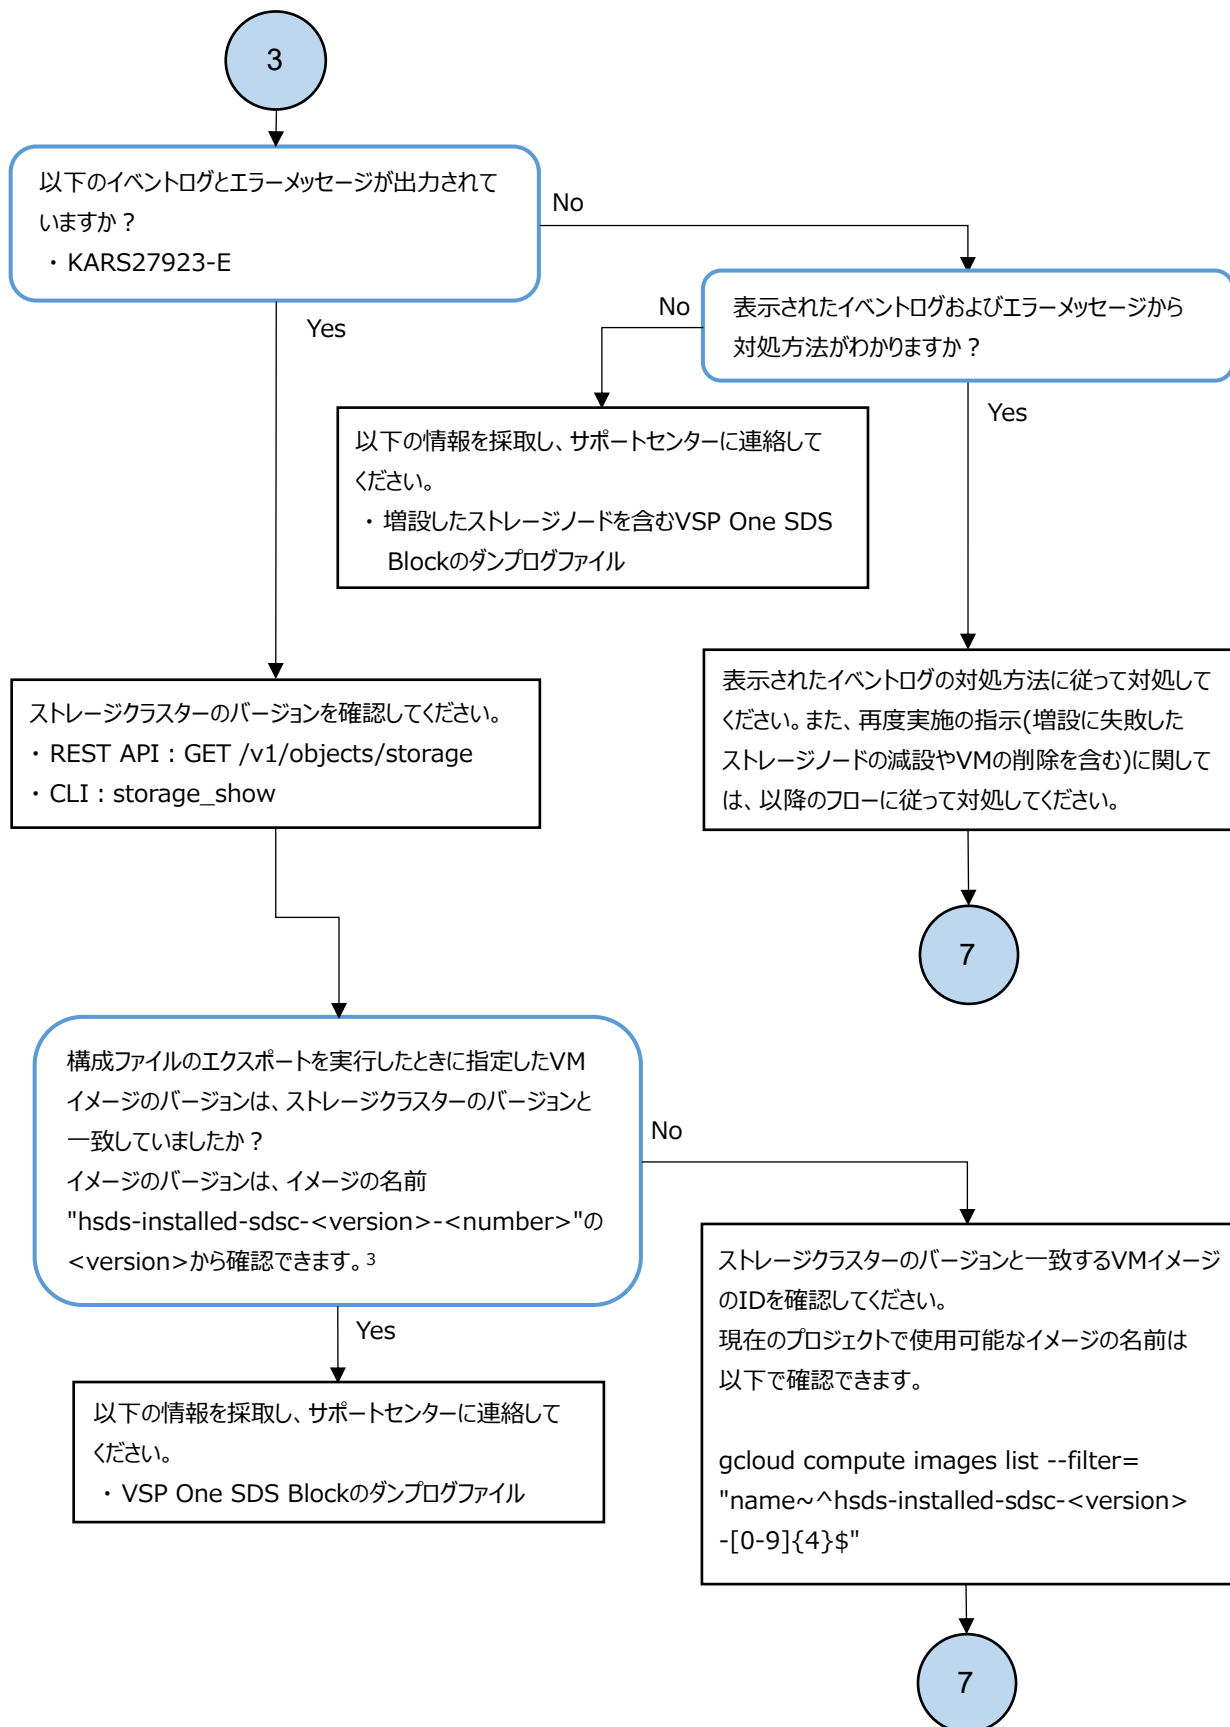 3
以下のイベントログとエラーメッセージが出力されて
いますか？
・KARS27923-E
No
Yes
表示されたイベントログおよびエラーメッセージから
対処方法がわかりますか？
No
Yes
以下の情報を採取し、サポートセンターに連絡して
ください。
・増設したストレージノードを含むVSP One SDS
Blockのダンプログファイル
ストレージクラスターのバージョンを確認してください。
・REST API：GET /v1/objects/storage
・CLI：storage_show
表示されたイベントログの対処方法に従って対処して
ください。また、再度実施の指示(増設に失敗した
ストレージノードの減設やVMの削除を含む)に関して
は、以降のフローに従って対処してください。
7
構成ファイルのエクスポートを実行したときに指定したVM
イメージのバージョンは、ストレージクラスターのバージョンと
一致していましたか？
イメージのバージョンは、イメージの名前
"hsds-installed-sdsc-<version>-<number>"の
<version>から確認できます。3
No
Yes
以下の情報を採取し、サポートセンターに連絡して
ください。
・VSP One SDS Blockのダンプログファイル
ストレージクラスターのバージョンと一致するVMイメージ
のIDを確認してください。
現在のプロジェクトで使用可能なイメージの名前は
以下で確認できます。
gcloud compute images list --filter=
"name~^hsds-installed-sdsc-<version>
-[0-9]{4}$"
7